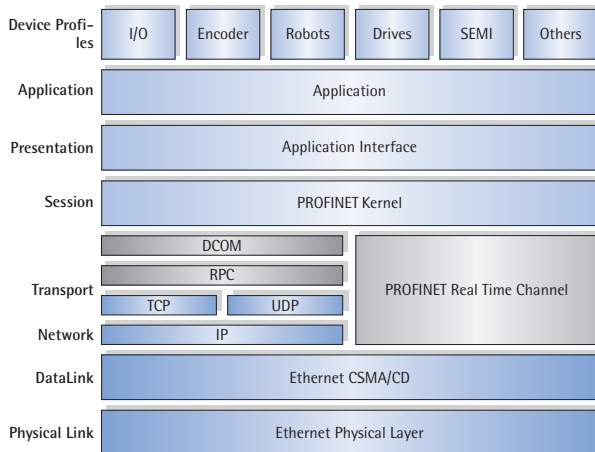 Device Profi-
les
I/O
Encoder
Robots
Drives
SEMI
Others
Application
Application
Presentation
Application Interface
Session
PROFINET Kernel
Transport
DCOM
RPC
TCP
UDP
PROFINET Real Time Channel
Network
IP
DataLink
Ethernet CSMA/CD
Physical Link
Ethernet Physical Layer